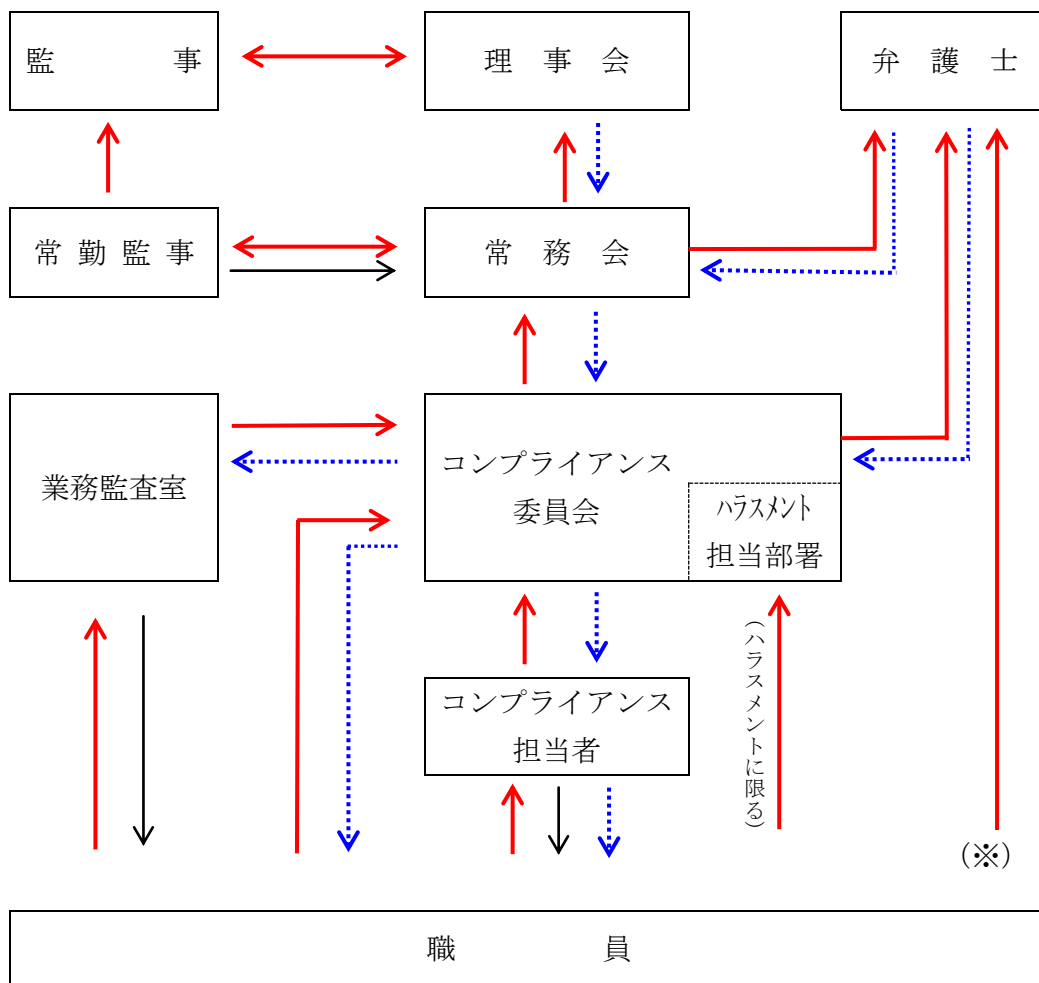 監事
理事会
弁護士
常勤監事
常務会
業務監査室
コンプライアンス
委員会
ハラスメント
担当部署
コンプライアンス
担当者
(ハラスメントに限る)
(※)
職員